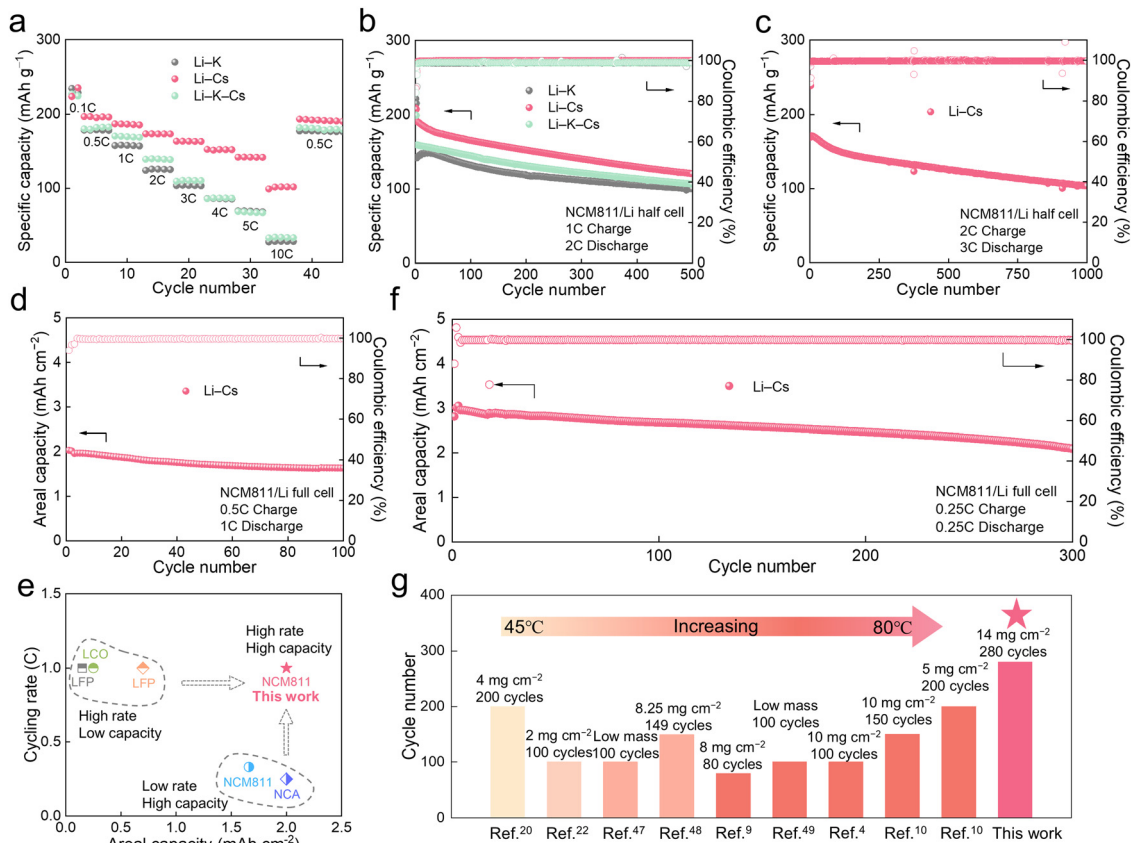 a
Specific capacity (mAh g⁻¹)
300
200
100
0
0 20 40
Cycle number
Li–K
Li–Cs
Li–K–Cs
0.1C
0.5C
1C
2C
3C
4C
5C
10C
0.5C
b
Specific capacity (mAh g⁻¹)
300
200
100
0
0 100 200 300 400 500
Cycle number
Li–K
Li–Cs
Li–K–Cs
NCM811/Li half cell
1C Charge
2C Discharge
100
80
60
40
20
0
Coulombic efficiency (%)
c
Specific capacity (mAh g⁻¹)
300
200
100
0
0 250 500 750 1000
Cycle number
Li–Cs
NCM811/Li half cell
2C Charge
3C Discharge
100
80
60
40
20
0
Coulombic efficiency (%)
d
Areal capacity (mAh cm⁻²)
5
4
3
2
1
0
0 20 40 60 80 100
Cycle number
Li–Cs
NCM811/Li full cell
0.5C Charge
1C Discharge
100
80
60
40
20
0
Coulombic efficiency (%)
f
Areal capacity (mAh cm⁻²)
5
4
3
2
1
0
0 100 200 300
Cycle number
Li–Cs
NCM811/Li full cell
0.25C Charge
0.25C Discharge
100
80
60
40
20
0
Coulombic efficiency (%)
e
Cycling rate (C)
1.5
1.0
0.5
0.0
0.0 0.5 1.0 1.5 2.0 2.5
Areal capacity (mAh cm⁻²)
LCO
LFP
LFP
High rate
Low capacity
High rate
High capacity
NCM811
This work
Low rate
High capacity
NCM811
NCA
g
Cycle number
400
300
200
100
0
45℃ Increasing 80℃
4 mg cm⁻²
200 cycles
2 mg cm⁻²
100 cycles
Low mass
100 cycles
8.25 mg cm⁻²
149 cycles
8 mg cm⁻²
80 cycles
Low mass
100 cycles
10 mg cm⁻²
100 cycles
10 mg cm⁻²
150 cycles
5 mg cm⁻²
200 cycles
14 mg cm⁻²
280 cycles
Ref.²⁰ Ref.²² Ref.⁴⁷ Ref.⁴⁸ Ref.⁹ Ref.⁴⁹ Ref.⁴ Ref.¹⁰ Ref.¹⁰ This work